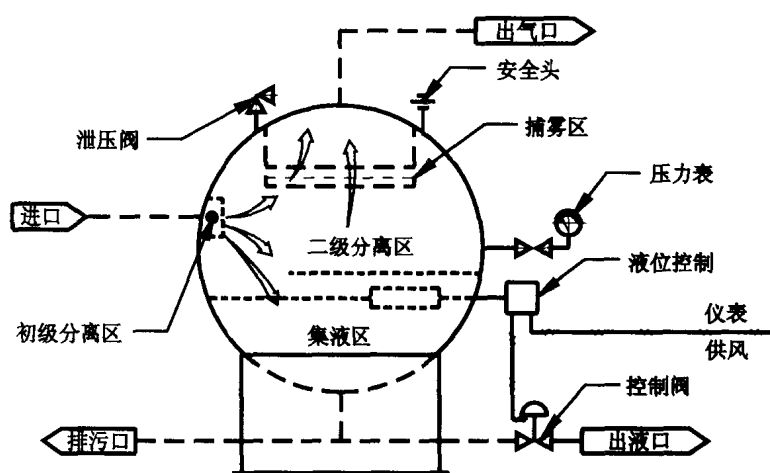 出气口
安全头
泄压阀
捕雾区
压力表
进口
二级分离区
液位控制
初级分离区
集液区
仪表
供风
控制阀
排污口
出液口